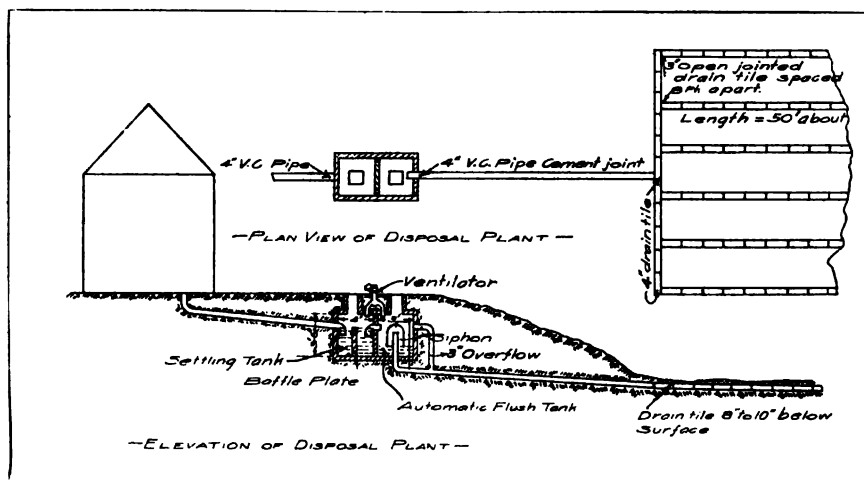 3" Open jointed
drain tile spaced
apart.
Length = 50' about
4" V.C. Pipe
4" V.C. Pipe Cement joint
4" drain tile
—PLAN VIEW OF DISPOSAL PLANT—
Ventilator
Siphon
3" Overflow
Settling Tank
Baffle Plate
Automatic Flush Tank
Drain tile 8" to 10" below
Surface
—ELEVATION OF DISPOSAL PLANT—